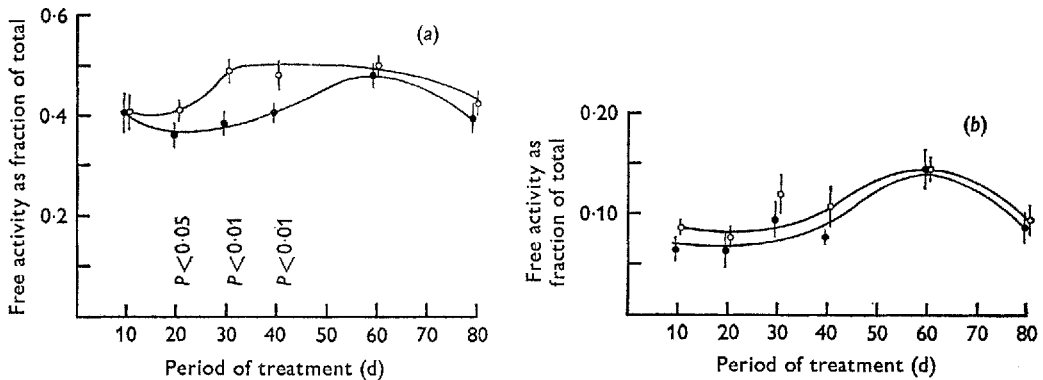 (a)
Free activity as fraction of total
0·6
0·4
0·2
P<0·05
P<0·01
P<0·01
10 20 30 40 50 60 70 80
Period of treatment (d)
(b)
Free activity as
fraction of total
0·20
0·10
10 20 30 40 50 60 70 80
Period of treatment (d)